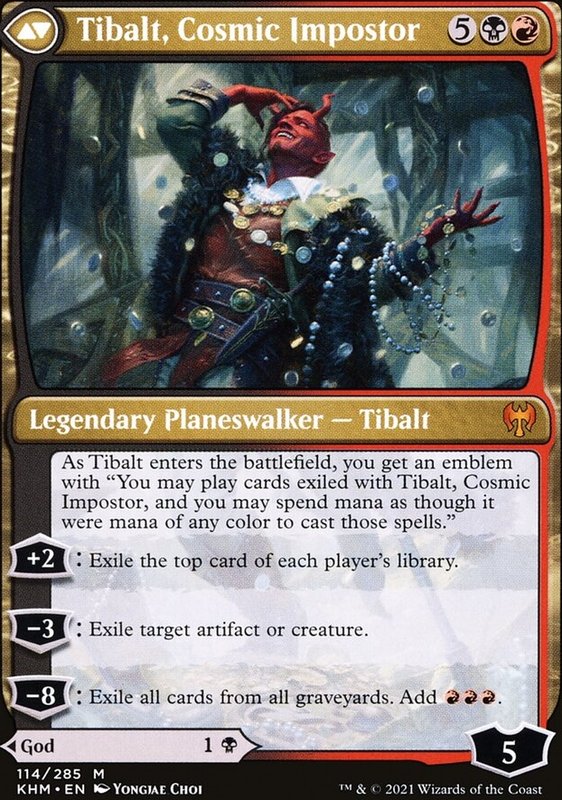 Tibalt, Cosmic Impostor 5
Legendary Planeswalker — Tibalt
As Tibalt enters the battlefield, you get an emblem
with “You may play cards exiled with Tibalt, Cosmic
Impostor, and you may spend mana as though it
were mana of any color to cast those spells.”
+2 : Exile the top card of each player’s library.
−3 : Exile target artifact or creature.
−8 : Exile all cards from all graveyards. Add .
God 1
5
114/285 M
KHM • EN Yongjae Choi
™ & © 2021 Wizards of the Coast